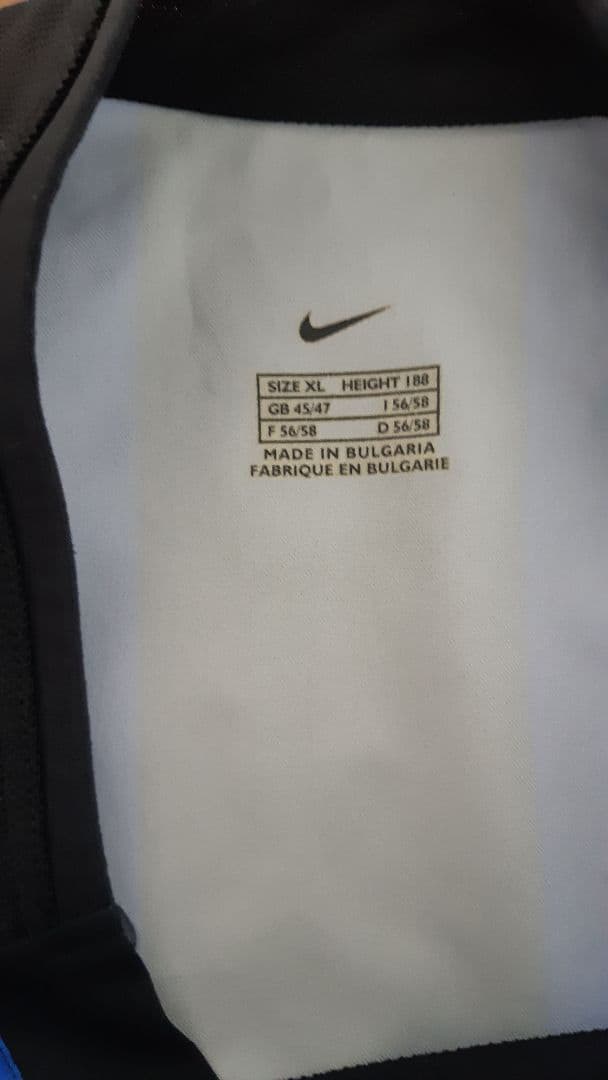 SIZE XL HEIGHT 188
GB 45/47 I 56/58
F 56/58 D 56/58
MADE IN BULGARIA
FABRIQUE EN BULGARIE